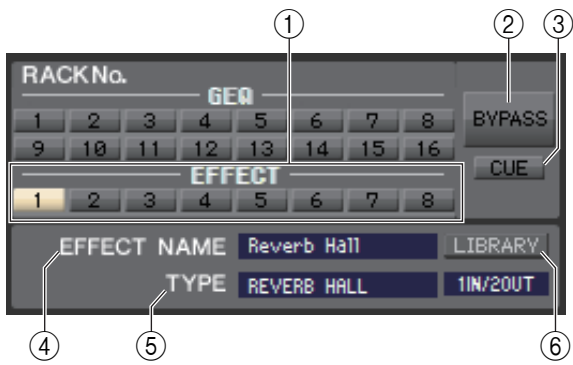 ① ② ③
RACK No.
GEQ
1 2 3 4 5 6 7 8 BYPASS
9 10 11 12 13 14 15 16
EFFECT CUE
1 2 3 4 5 6 7 8
EFFECT NAME Reverb Hall LIBRARY
TYPE REVERB HALL 1IN/2OUT
④ ⑤ ⑥